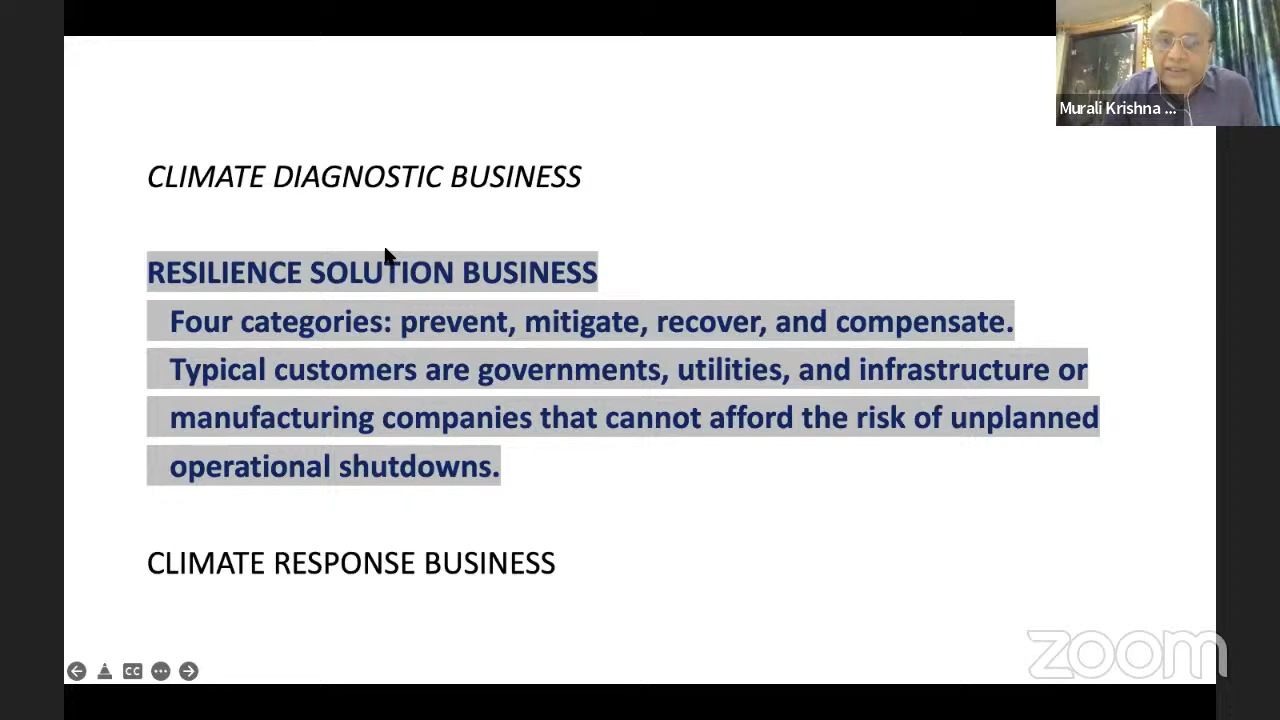 Murali Krishna ...
CLIMATE DIAGNOSTIC BUSINESS
RESILIENCE SOLUTION BUSINESS
Four categories: prevent, mitigate, recover, and compensate.
Typical customers are governments, utilities, and infrastructure or
manufacturing companies that cannot afford the risk of unplanned
operational shutdowns.
CLIMATE RESPONSE BUSINESS
CC
zoom